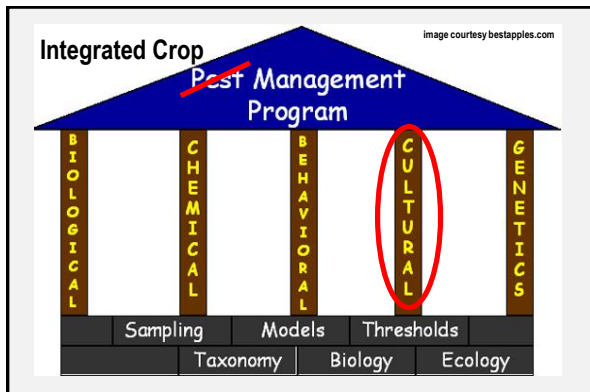 image courtesy bestapples.com
Integrated Crop
Pest Management
Program
BIOLOGICAL
CHEMICAL
BEHAVIORAL
CULTURAL
GENETICS
Sampling Models Thresholds
Taxonomy Biology Ecology